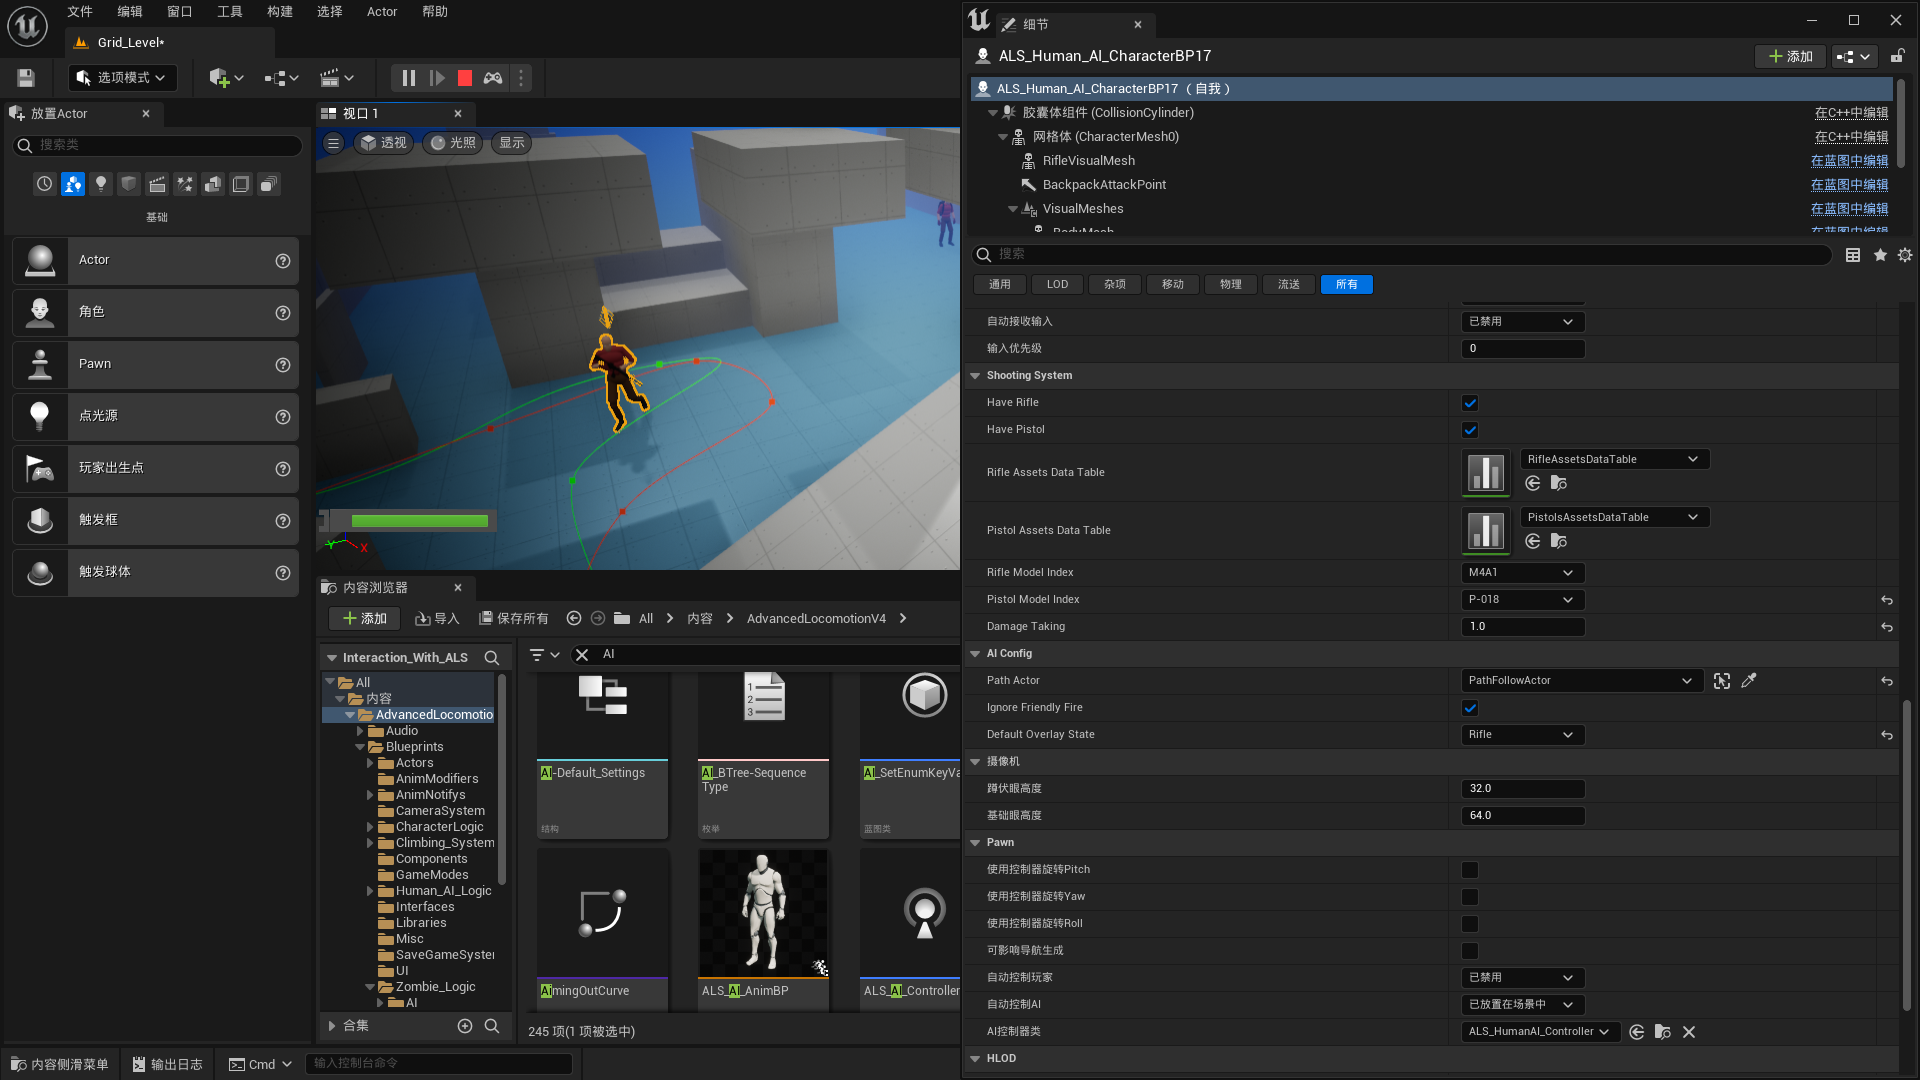 文件 编辑 窗口 工具 构建 选择 Actor 帮助
Grid_Level*
选项模式
放置Actor
搜索类
基础
Actor
角色
Pawn
点光源
玩家出生点
触发框
触发球体
视口 1
透视 光照 显示
X
内容浏览器
添加 导入 保存所有 All 内容 AdvancedLocomotionV4
Interaction_With_ALS
All
内容
AdvancedLocomotio
Audio
Blueprints
Actors
AnimModifiers
AnimNotifys
CameraSystem
CharacterLogic
Climbing_System
Components
GameModes
Human_AI_Logic
Interfaces
Libraries
Misc
SaveGameSyster
UI
Zombie_Logic
AI
合集
AI
AI-Default_Settings
结构
AI_BTree-Sequence
Type
枚举
AI_SetEnumKeyVa
蓝图类
AimingOutCurve
ALS_AI_AnimBP
ALS_AI_Controller
245 项(1 项被选中)
内容侧滑菜单 输出日志 Cmd 输入控制台命令
细节
ALS_Human_AI_CharacterBP17
添加
ALS_Human_AI_CharacterBP17 （自我）
胶囊体组件 (CollisionCylinder) 在C++中编辑
网格体 (CharacterMesh0) 在C++中编辑
RifleVisualMesh 在蓝图中编辑
BackpackAttackPoint 在蓝图中编辑
VisualMeshes 在蓝图中编辑
BodyMesh 在蓝图中编辑
搜索
通用 LOD 杂项 移动 物理 流送 所有
自动接收输入 已禁用
输入优先级 0
Shooting System
Have Rifle
Have Pistol
Rifle Assets Data Table RifleAssetsDataTable
Pistol Assets Data Table PistolsAssetsDataTable
Rifle Model Index M4A1
Pistol Model Index P-018
Damage Taking 1.0
AI Config
Path Actor PathFollowActor
Ignore Friendly Fire
Default Overlay State Rifle
摄像机
蹲伏眼高度 32.0
基础眼高度 64.0
Pawn
使用控制器旋转Pitch
使用控制器旋转Yaw
使用控制器旋转Roll
可影响导航生成
自动控制玩家 已禁用
自动控制AI 已放置在场景中
AI控制器类 ALS_HumanAI_Controller
HLOD